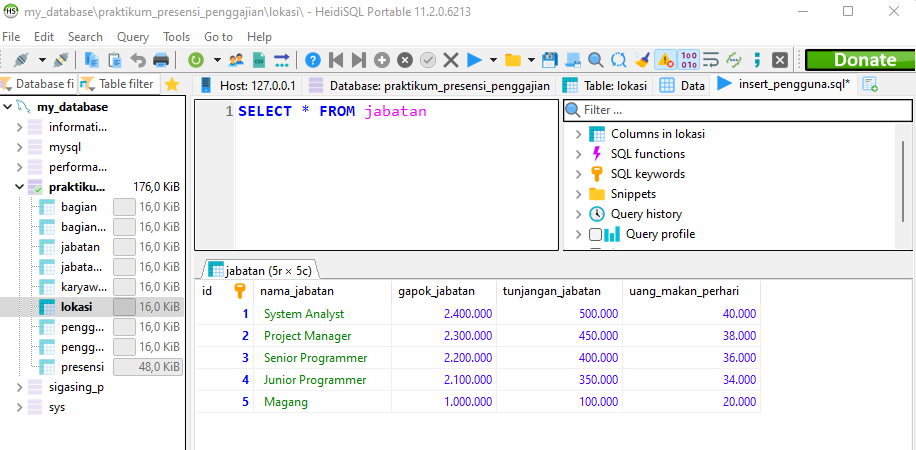 my_database\praktikum_presensi_penggajian\lokasi\ - HeidiSQL Portable 11.2.0.6213
File Edit Search Query Tools Go to Help
Donate
Database fi Table filter Host: 127.0.0.1 Database: praktikum_presensi_penggajian Table: lokasi Data insert_pengguna.sql*
my_database
informati...
mysql
performa...
praktiku... 176,0 KiB
bagian 16,0 KiB
bagian... 16,0 KiB
jabatan 16,0 KiB
jabata... 16,0 KiB
karyaw... 16,0 KiB
lokasi 16,0 KiB
pengg... 16,0 KiB
pengg... 16,0 KiB
presensi 48,0 KiB
sigasing_p
sys
1 SELECT * FROM jabatan
Filter ...
Columns in lokasi
SQL functions
SQL keywords
Snippets
Query history
Query profile
jabatan (5r × 5c)
id nama_jabatan gapok_jabatan tunjangan_jabatan uang_makan_perhari
1 System Analyst 2.400.000 500.000 40.000
2 Project Manager 2.300.000 450.000 38.000
3 Senior Programmer 2.200.000 400.000 36.000
4 Junior Programmer 2.100.000 350.000 34.000
5 Magang 1.000.000 100.000 20.000